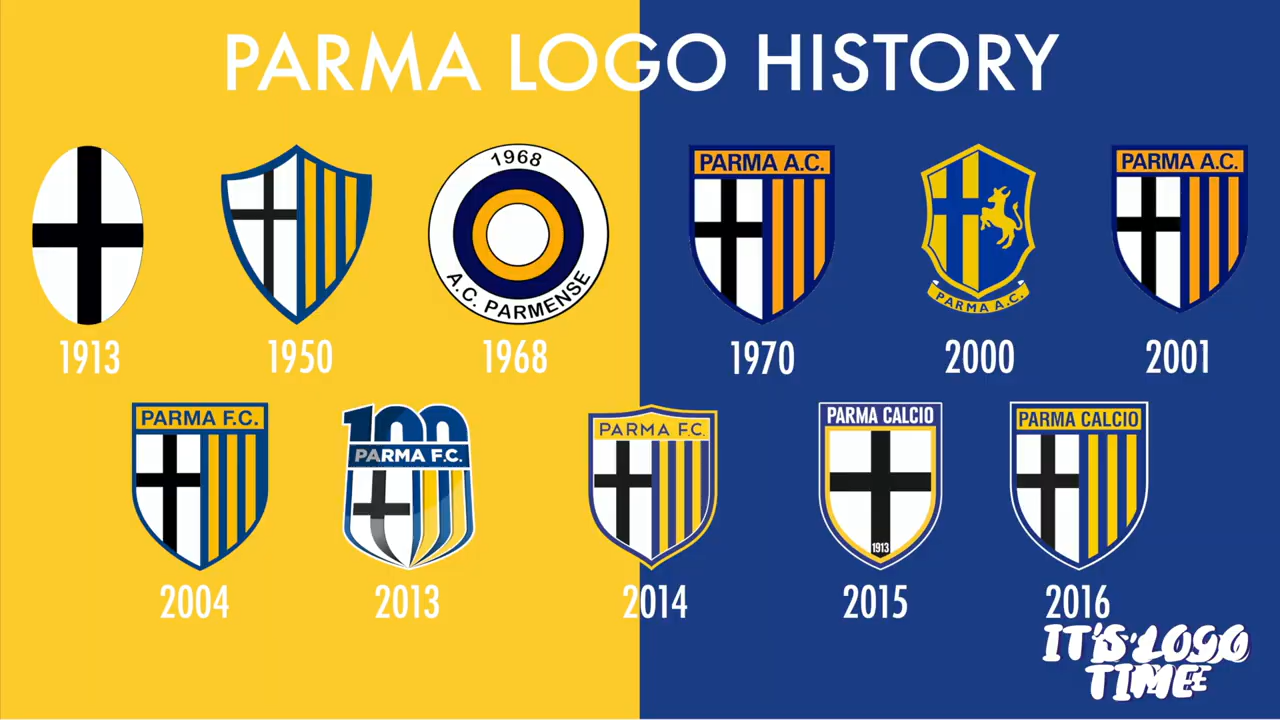 PARMA LOGO HISTORY
1968
A.C. PARMENSE
PARMA A.C.
PARMA A.C.
PARMA A.C.
1913
1950
1968
1970
2000
2001
PARMA F.C.
100
PARMA F.C.
PARMA F.C.
PARMA CALCIO
1913
PARMA CALCIO
2004
2013
2014
2015
2016
IT'S LOGO
TIME